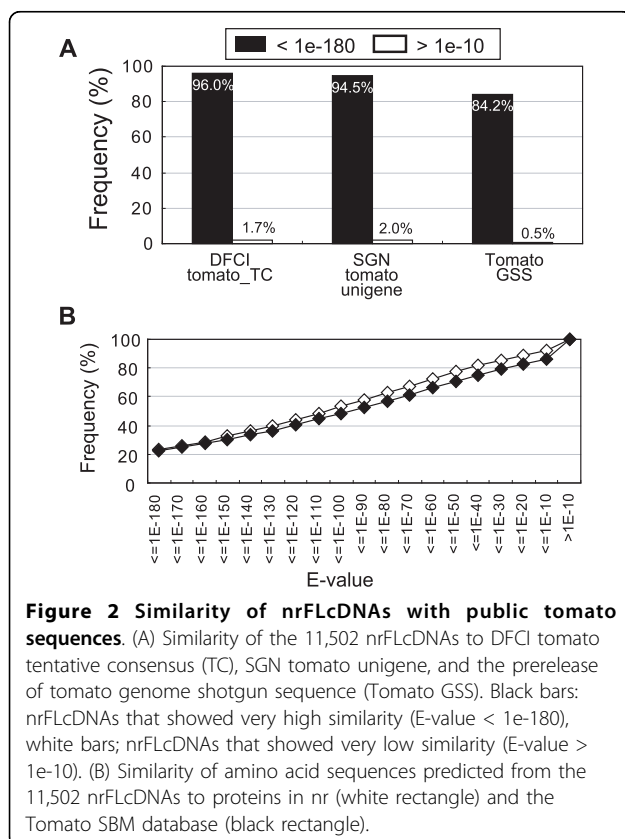 A
< 1e-180 > 1e-10
Frequency (%)
100
80
60
40
20
0
96.0%
1.7%
94.5%
2.0%
84.2%
0.5%
DFCI
tomato_TC
SGN
tomato
unigene
Tomato
GSS
B
Frequency (%)
100
80
60
40
20
0
<=1E-180
<=1E-170
<=1E-160
<=1E-150
<=1E-140
<=1E-130
<=1E-120
<=1E-110
<=1E-100
<=1E-90
<=1E-80
<=1E-70
<=1E-60
<=1E-50
<=1E-40
<=1E-30
<=1E-20
<=1E-10
>1E-10
E-value
Figure 2 Similarity of nrFLcDNAs with public tomato
sequences. (A) Similarity of the 11,502 nrFLcDNAs to DFCI tomato
tentative consensus (TC), SGN tomato unigene, and the prerelease
of tomato genome shotgun sequence (Tomato GSS). Black bars:
nrFLcDNAs that showed very high similarity (E-value < 1e-180),
white bars; nrFLcDNAs that showed very low similarity (E-value >
1e-10). (B) Similarity of amino acid sequences predicted from the
11,502 nrFLcDNAs to proteins in nr (white rectangle) and the
Tomato SBM database (black rectangle).